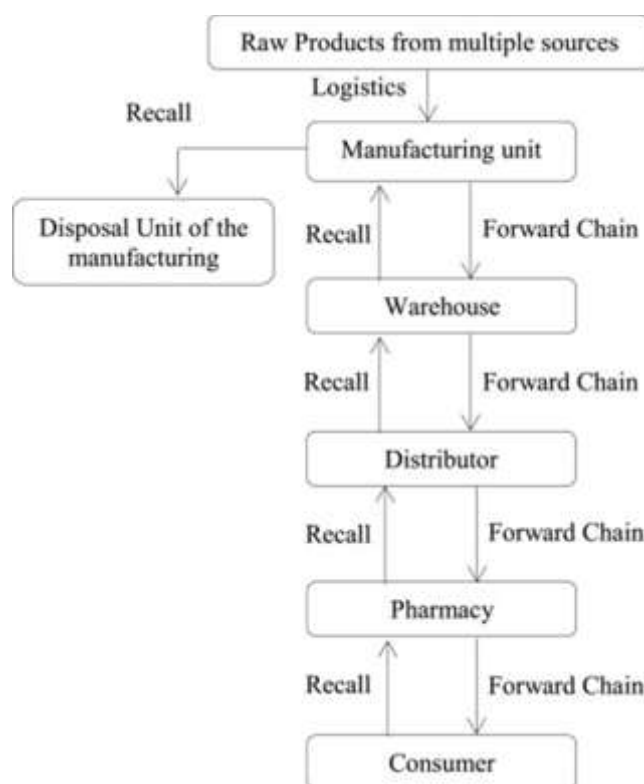 Raw Products from multiple sources
Logistics
Recall
Manufacturing unit
Disposal Unit of the
manufacturing
Recall
Forward Chain
Warehouse
Recall
Forward Chain
Distributor
Recall
Forward Chain
Pharmacy
Recall
Forward Chain
Consumer